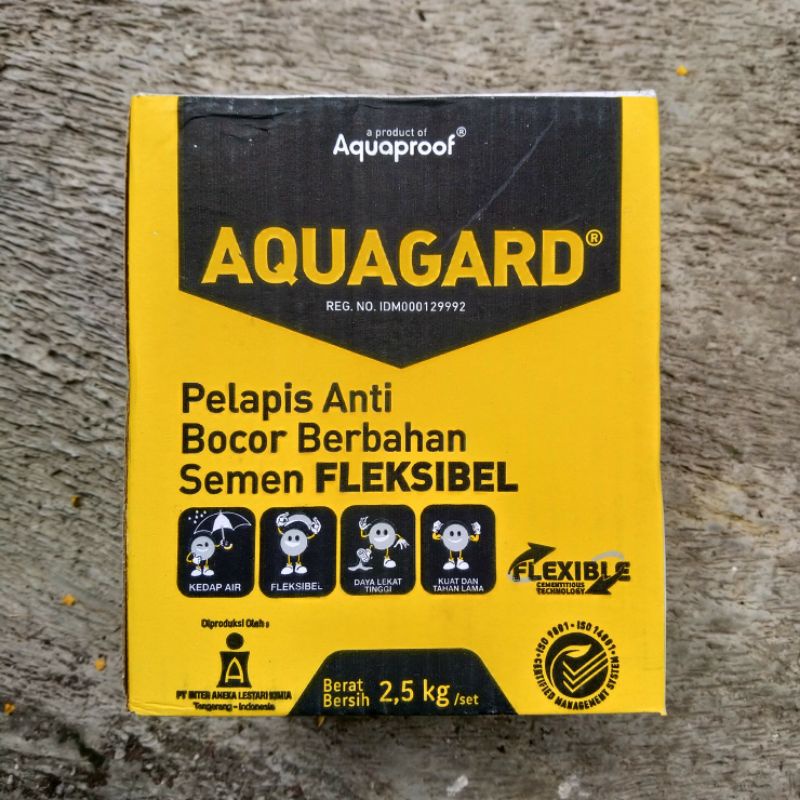 a product of
Aquaproof®
AQUAGARD®
REG. NO. IDM000129992
Pelapis Anti
Bocor Berbahan
Semen FLEKSIBEL
KEDAP AIR
FLEKSIBEL
DAYA LEKAT
TINGGI
KUAT DAN
TAHAN LAMA
FLEXIBLE
CEMENTITIOUS
TECHNOLOGY
Diproduksi Oleh :
A
PT INTER ANEKA LESTARI KIMIA
Tangerang - Indonesia
Berat
Bersih 2,5 kg /set
ISO 9001 • ISO 14001 •
CERTIFIED MANAGEMENT SYSTEM